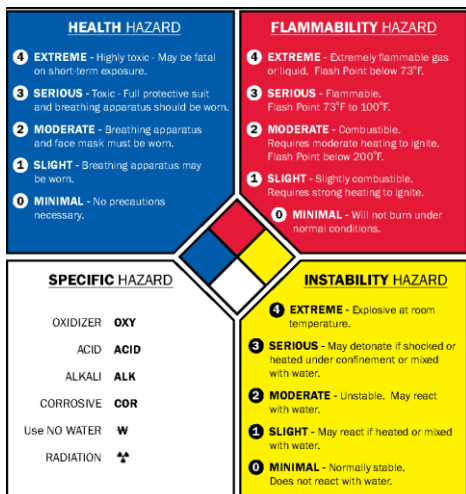 HEALTH HAZARD
4 EXTREME - Highly toxic - May be fatal
on short-term exposure.
3 SERIOUS - Toxic - Full protective suit
and breathing apparatus should be worn.
2 MODERATE - Breathing apparatus
and face mask must be worn.
1 SLIGHT - Breathing apparatus may
be worn.
0 MINIMAL - No precautions
necessary.
FLAMMABILITY HAZARD
4 EXTREME - Extremely flammable gas
or liquid. Flash Point below 73°F.
3 SERIOUS - Flammable.
Flash Point 73°F to 100°F.
2 MODERATE - Combustible.
Requires moderate heating to ignite.
Flash Point below 200°F.
1 SLIGHT - Slightly combustible.
Requires strong heating to ignite.
0 MINIMAL - Will not burn under
normal conditions.
SPECIFIC HAZARD
OXIDIZER OXY
ACID ACID
ALKALI ALK
CORROSIVE COR
Use NO WATER W̶
RADIATION ☢
INSTABILITY HAZARD
4 EXTREME - Explosive at room
temperature.
3 SERIOUS - May detonate if shocked or
heated under confinement or mixed
with water.
2 MODERATE - Unstable. May react
with water.
1 SLIGHT - May react if heated or mixed
with water.
0 MINIMAL - Normally stable.
Does not react with water.